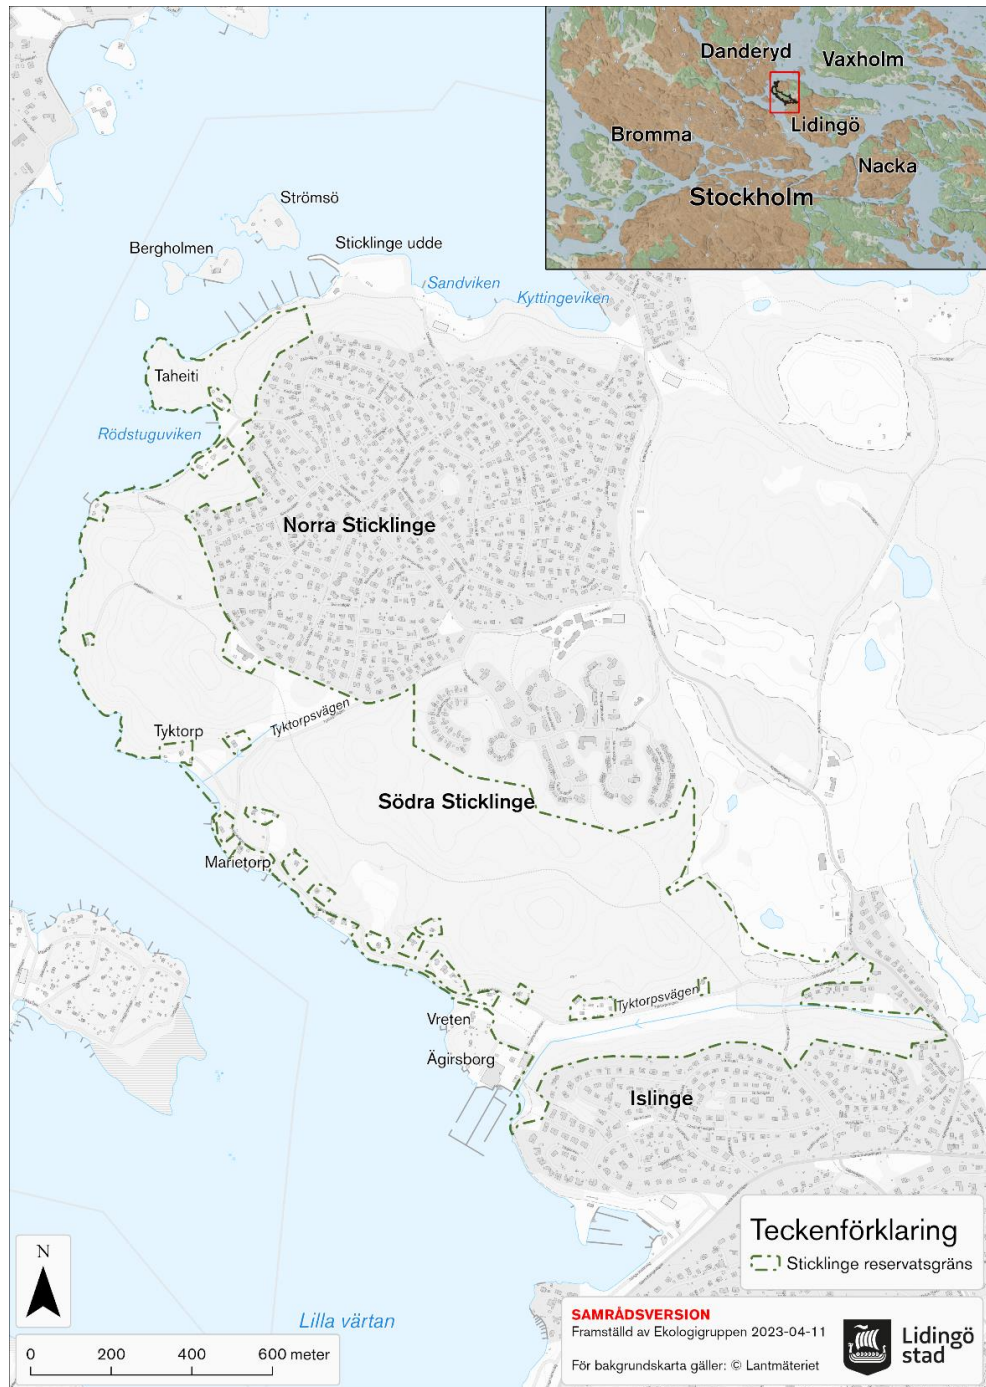 Danderyd
Vaxholm
Bromma
Lidingö
Nacka
Stockholm
Strömsö
Bergholmen
Sticklinge udde
Sandviken
Kyttingeviken
Taheiti
Rödstuguviken
Norra Sticklinge
Tyktorp
Tyktorpsvägen
Södra Sticklinge
Marietorp
Tyktorpsvägen
Vreten
Ägirsborg
Islinge
Teckenförklaring
Sticklinge reservatsgräns
N
Lilla värtan
0 200 400 600 meter
SAMRÅDSVERSION
Framställd av Ekologigruppen 2023-04-11
För bakgrundskarta gäller: © Lantmäteriet
Lidingö
stad